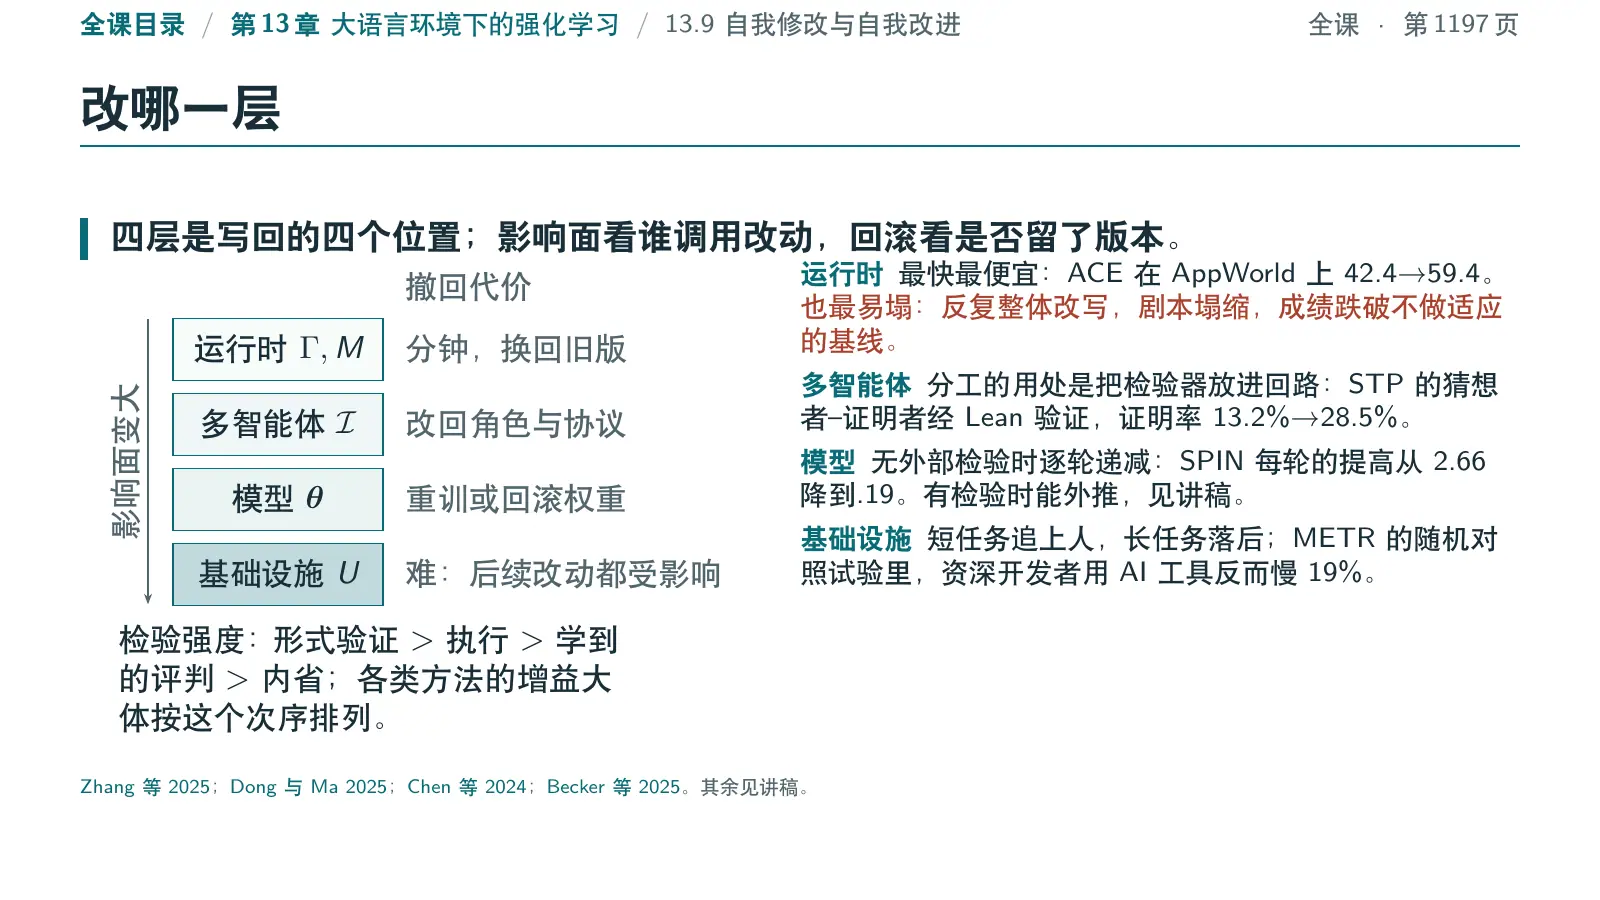 全课目录 / 第 13 章 大语言环境下的强化学习 / 13.9 自我修改与自我改进
全课 · 第 1197 页
改哪一层
四层是写回的四个位置；影响面看谁调用改动，回滚看是否留了版本。
撤回代价
影响面变大
运行时 Γ, M 分钟，换回旧版
多智能体 ℐ 改回角色与协议
模型 θ 重训或回滚权重
基础设施 U 难：后续改动都受影响
检验强度：形式验证 > 执行 > 学到
的评判 > 内省；各类方法的增益大
体按这个次序排列。
运行时 最快最便宜：ACE 在 AppWorld 上 42.4→59.4。
也最易塌：反复整体改写，剧本塌缩，成绩跌破不做适应
的基线。
多智能体 分工的用处是把检验器放进回路：STP 的猜想
者–证明者经 Lean 验证，证明率 13.2%→28.5%。
模型 无外部检验时逐轮递减：SPIN 每轮的提高从 2.66
降到.19。有检验时能外推，见讲稿。
基础设施 短任务追上人，长任务落后；METR 的随机对
照试验里，资深开发者用 AI 工具反而慢 19%。
Zhang 等 2025；Dong 与 Ma 2025；Chen 等 2024；Becker 等 2025。其余见讲稿。